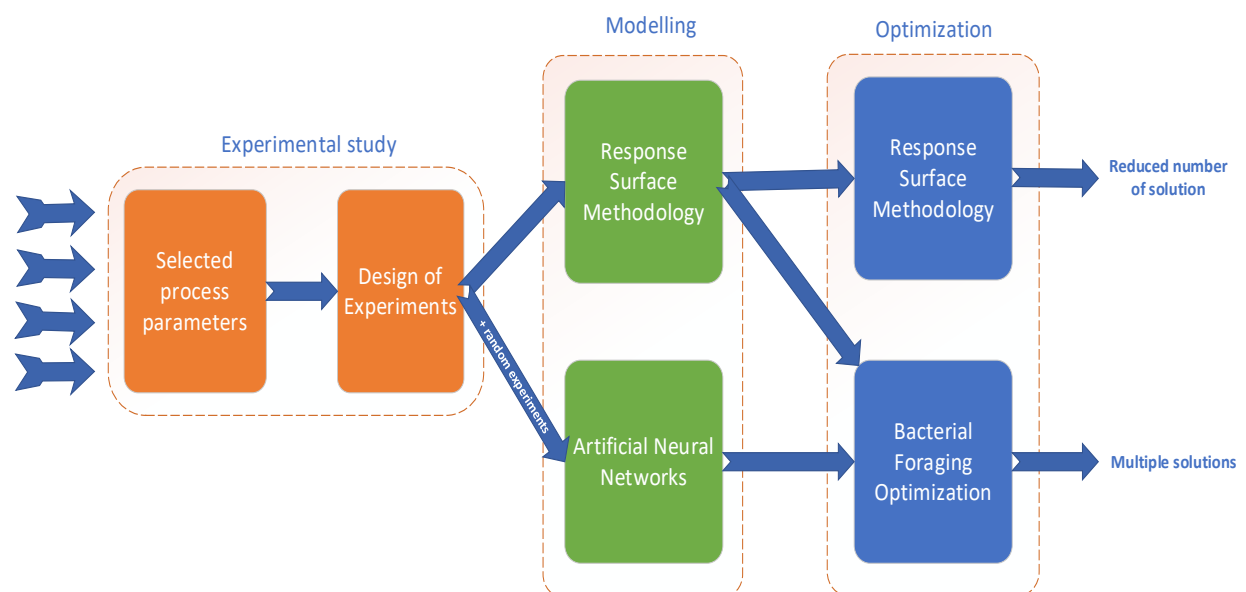 Modelling
Optimization
Experimental study
Selected
process
parameters
Design of
Experiments
+ random experiments
Response
Surface
Methodology
Artificial Neural
Networks
Response
Surface
Methodology
Bacterial
Foraging
Optimization
Reduced number
of solution
Multiple solutions